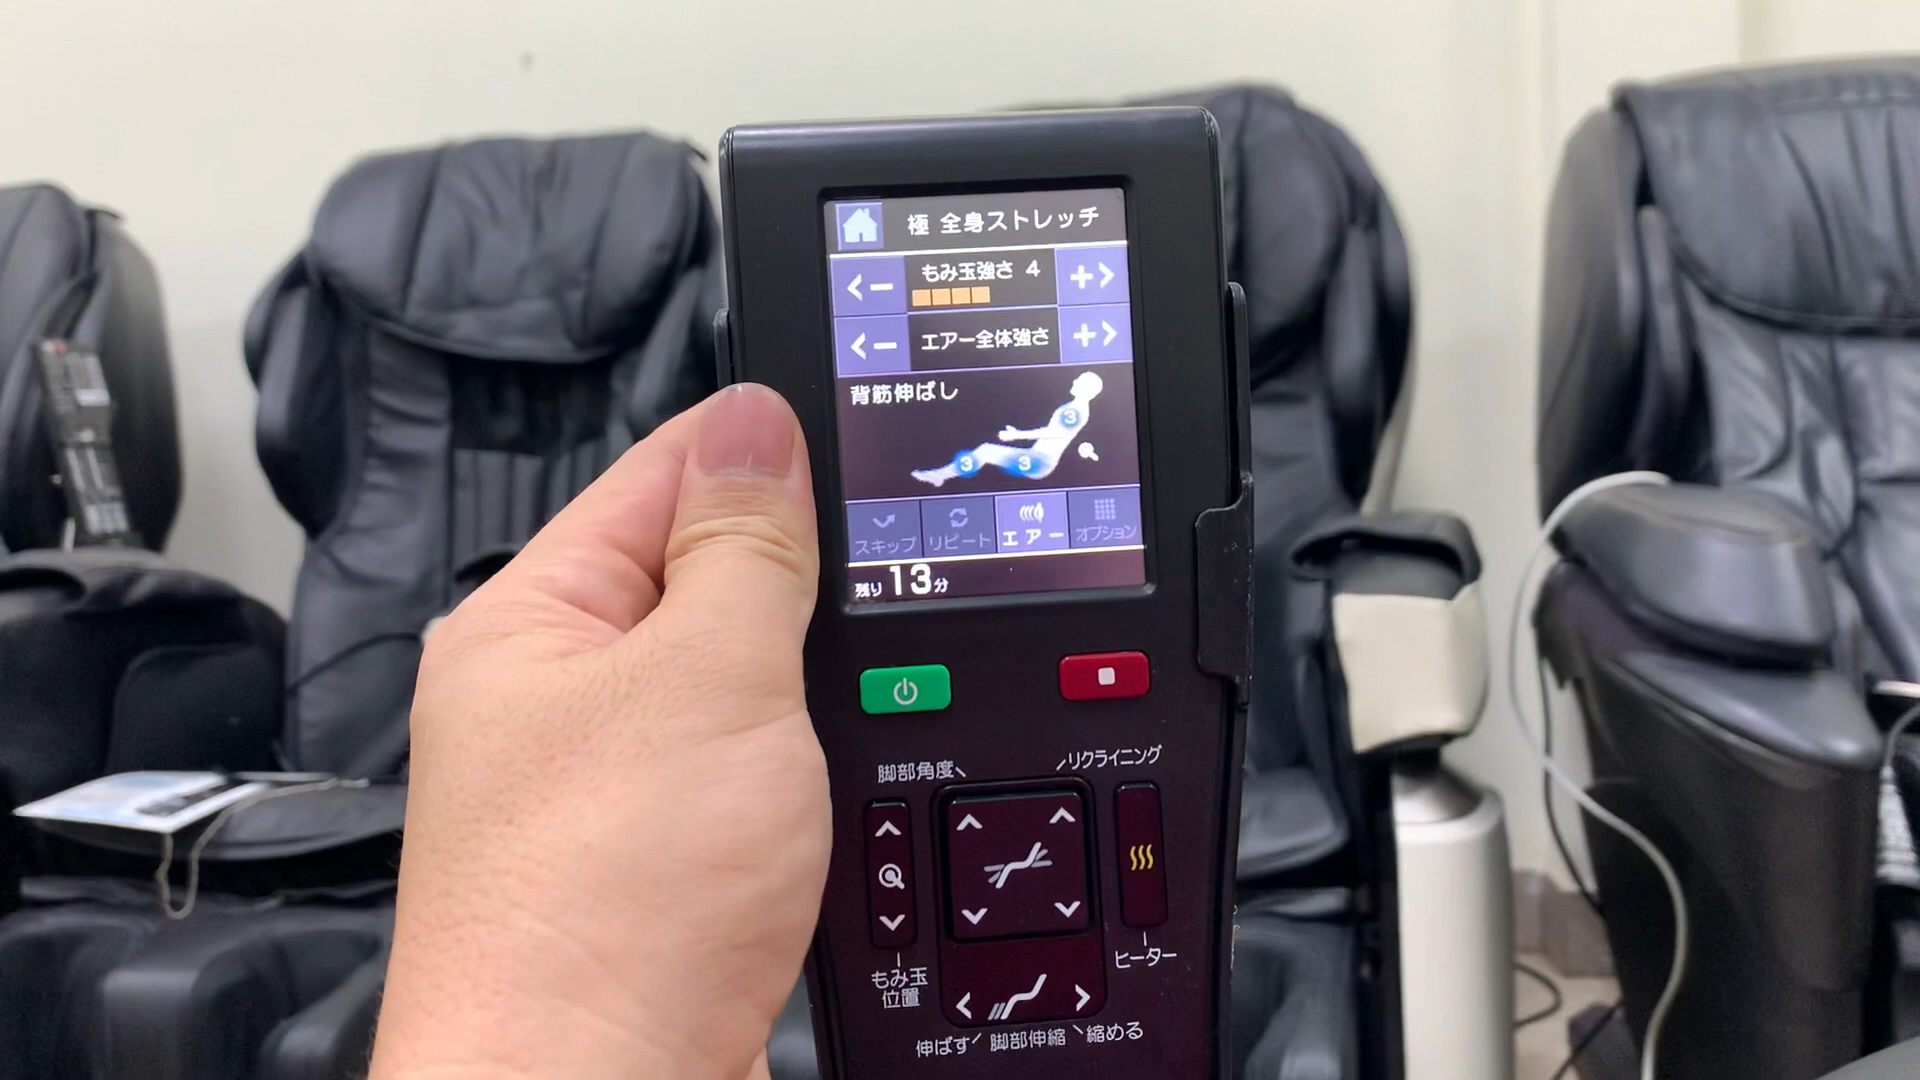 極 全身ストレッチ
もみ玉強さ 4
エアー全体強さ
背筋伸ばし
3
3 3
スキップ リピート エアー オプション
残り13分
脚部角度 リクライニング
もみ玉
位置
ヒーター
伸ばす 脚部伸縮 縮める